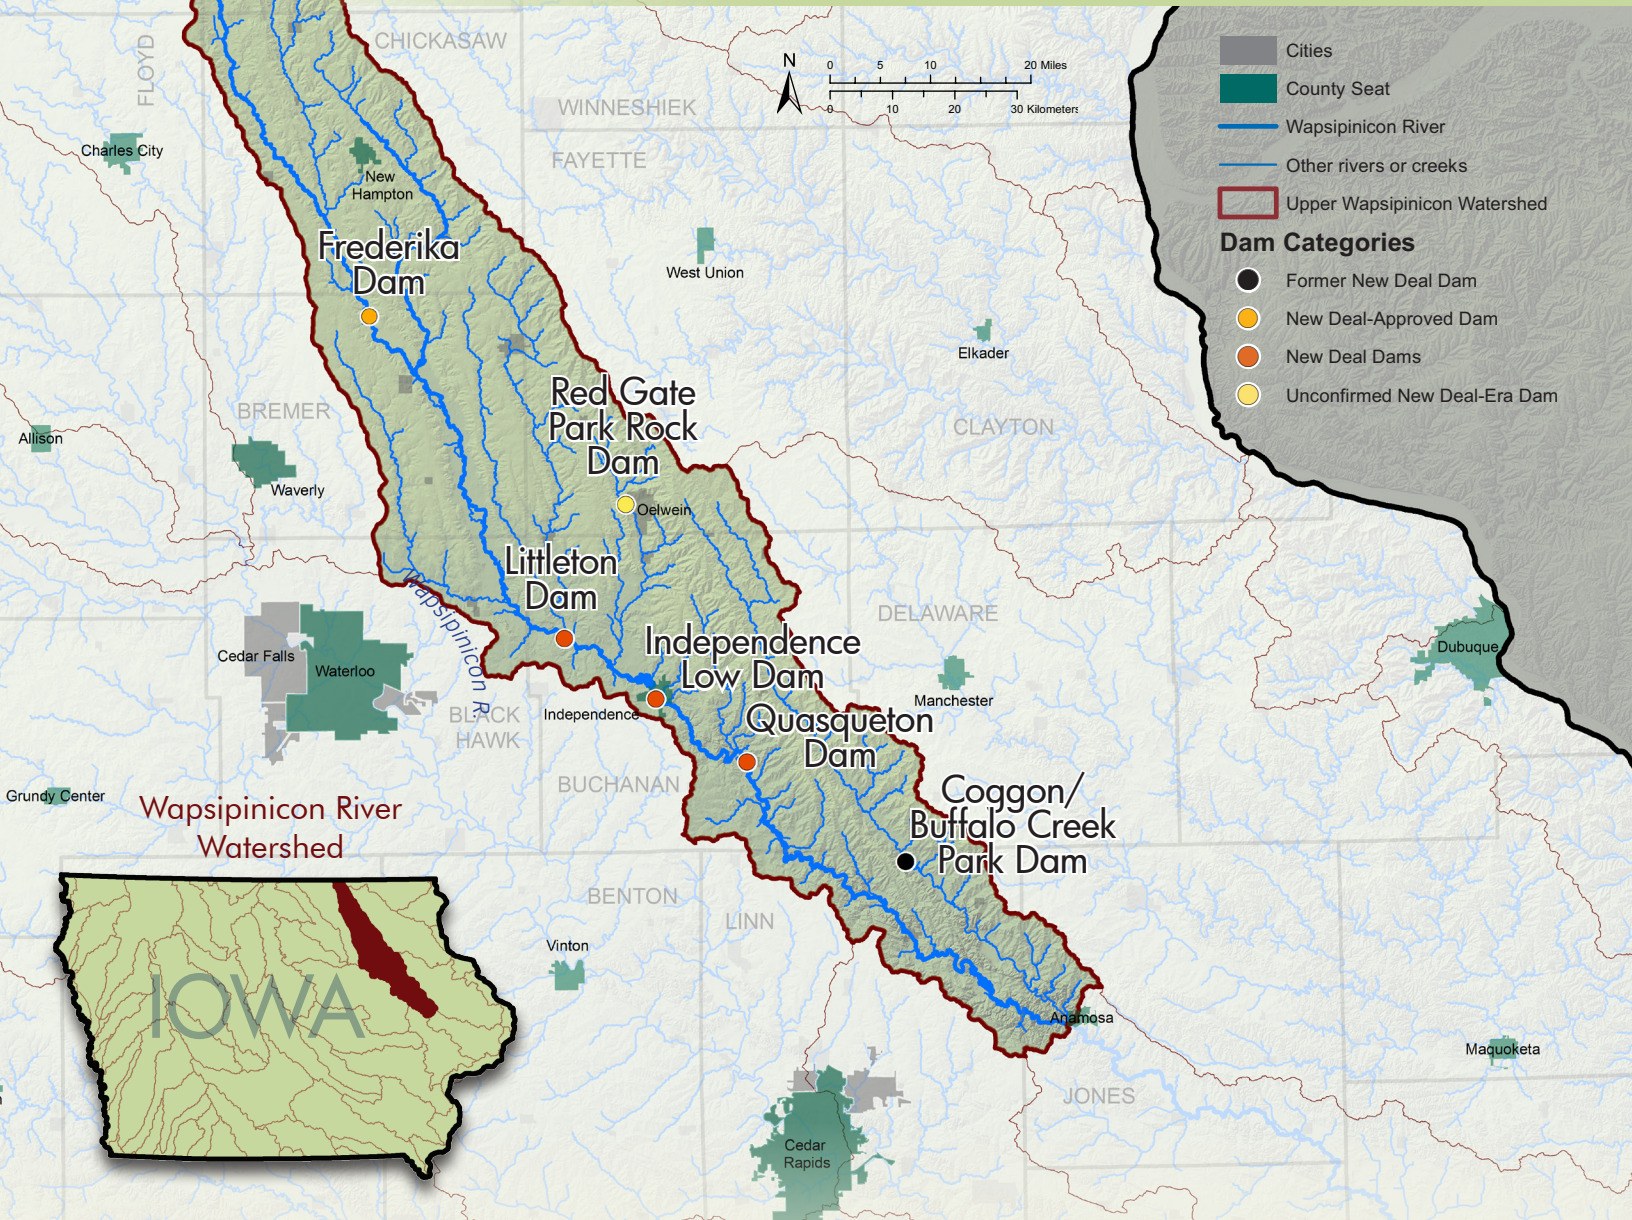 CHICKASAW
FLOYD
WINNESHIEK
FAYETTE
N
0 5 10 20 Miles
0 10 20 30 Kilometers
Cities
County Seat
Wapsipinicon River
Other rivers or creeks
Upper Wapsipinicon Watershed
Dam Categories
Former New Deal Dam
New Deal-Approved Dam
New Deal Dams
Unconfirmed New Deal-Era Dam
Charles City
New
Hampton
Frederika
Dam
West Union
Elkader
Red Gate
Park Rock
Dam
BREMER
CLAYTON
Allison
Waverly
Oelwein
Littleton
Dam
Wapsipinicon R.
DELAWARE
Cedar Falls
Waterloo
Independence
Low Dam
Dubuque
Manchester
Independence
BLACK
HAWK
Quasqueton
Dam
BUCHANAN
Grundy Center
Coggon/
Buffalo Creek
Park Dam
Wapsipinicon River
Watershed
BENTON
LINN
Vinton
IOWA
Anamosa
Maquoketa
JONES
Cedar
Rapids